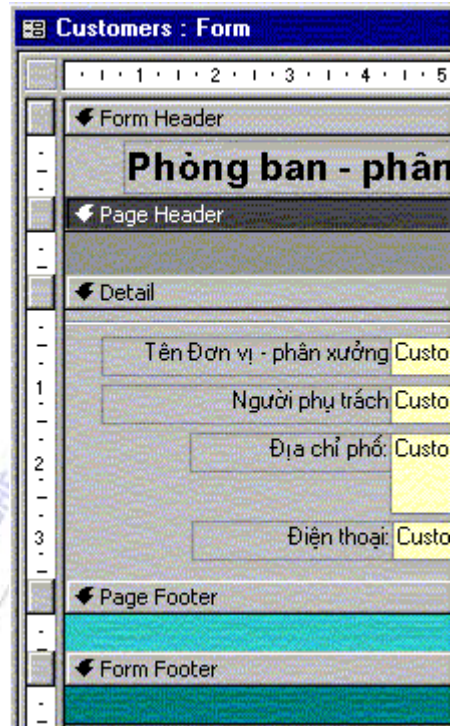 Customers : Form
1 2 3 4 5
Form Header
Phòng ban - phân
Page Header
Detail
Tên Đơn vị - phân xưởng Custo
1
Người phụ trách Custo
Địa chỉ phố: Custo
2
3
Điện thoại: Custo
Page Footer
Form Footer